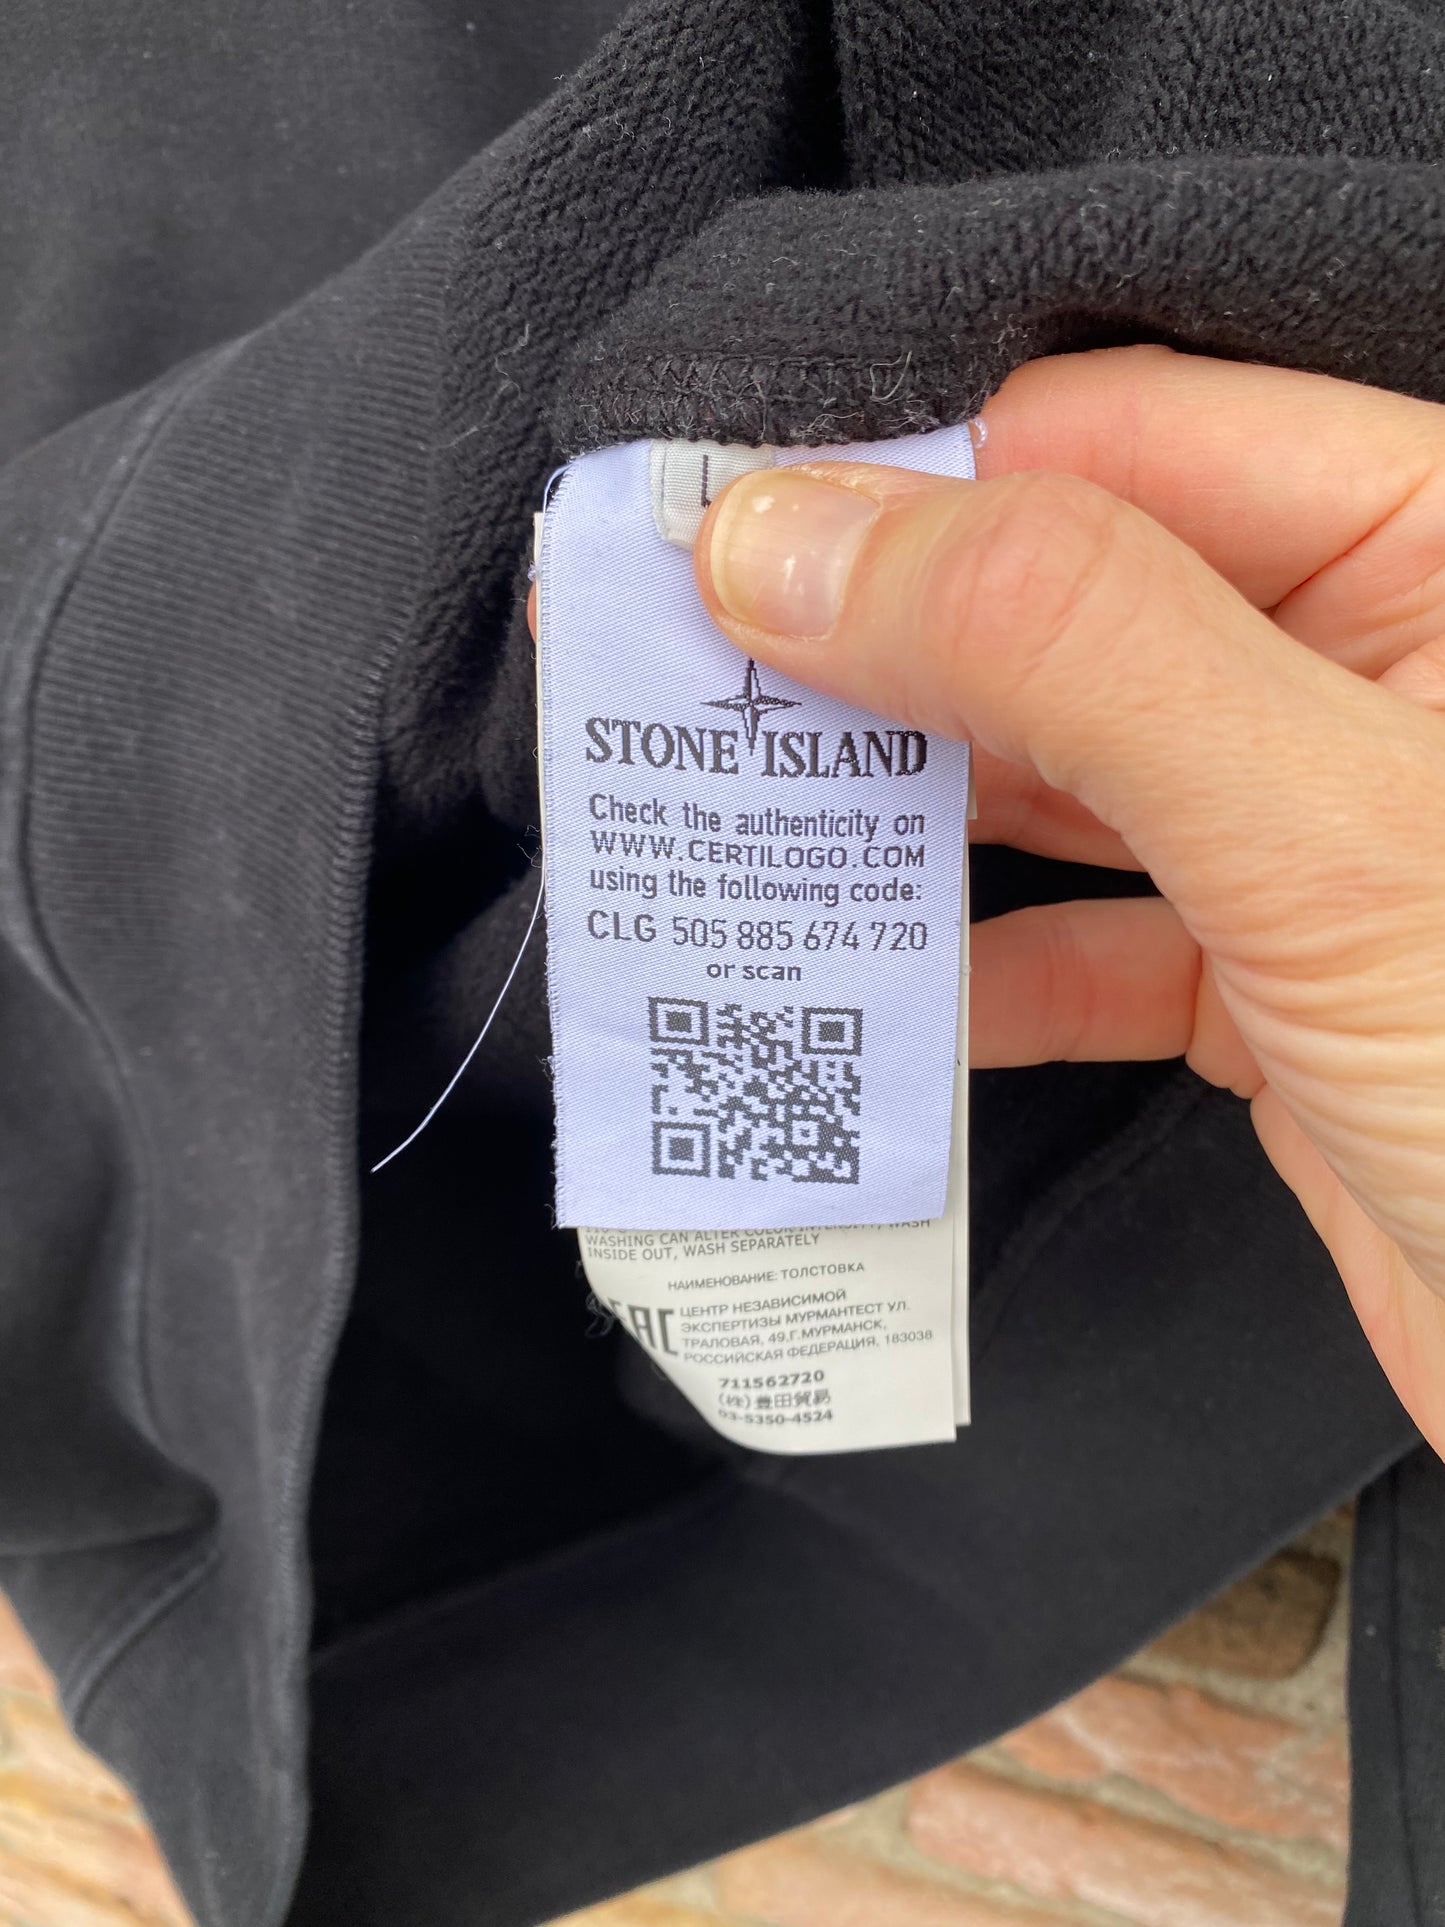 L
STONE ISLAND
Check the authenticity on
WWW.CERTILOGO.COM
using the following code:
CLG 505 885 674 720
or scan
WASHING CAN ALTER COLOR INTENSITY, WASH
INSIDE OUT, WASH SEPARATELY
НАИМЕНОВАНИЕ: ТОЛСТОВКА
EAC
ЦЕНТР НЕЗАВИСИМОЙ
ЭКСПЕРТИЗЫ МУРМАНТЕСТ УЛ.
ТРАЛОВАЯ, 49,Г.МУРМАНСК,
РОССИЙСКАЯ ФЕДЕРАЦИЯ, 183038
711562720
(株)豊田貿易
03-5350-4524